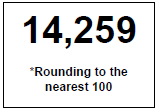 14,259
*Rounding to the
nearest 100